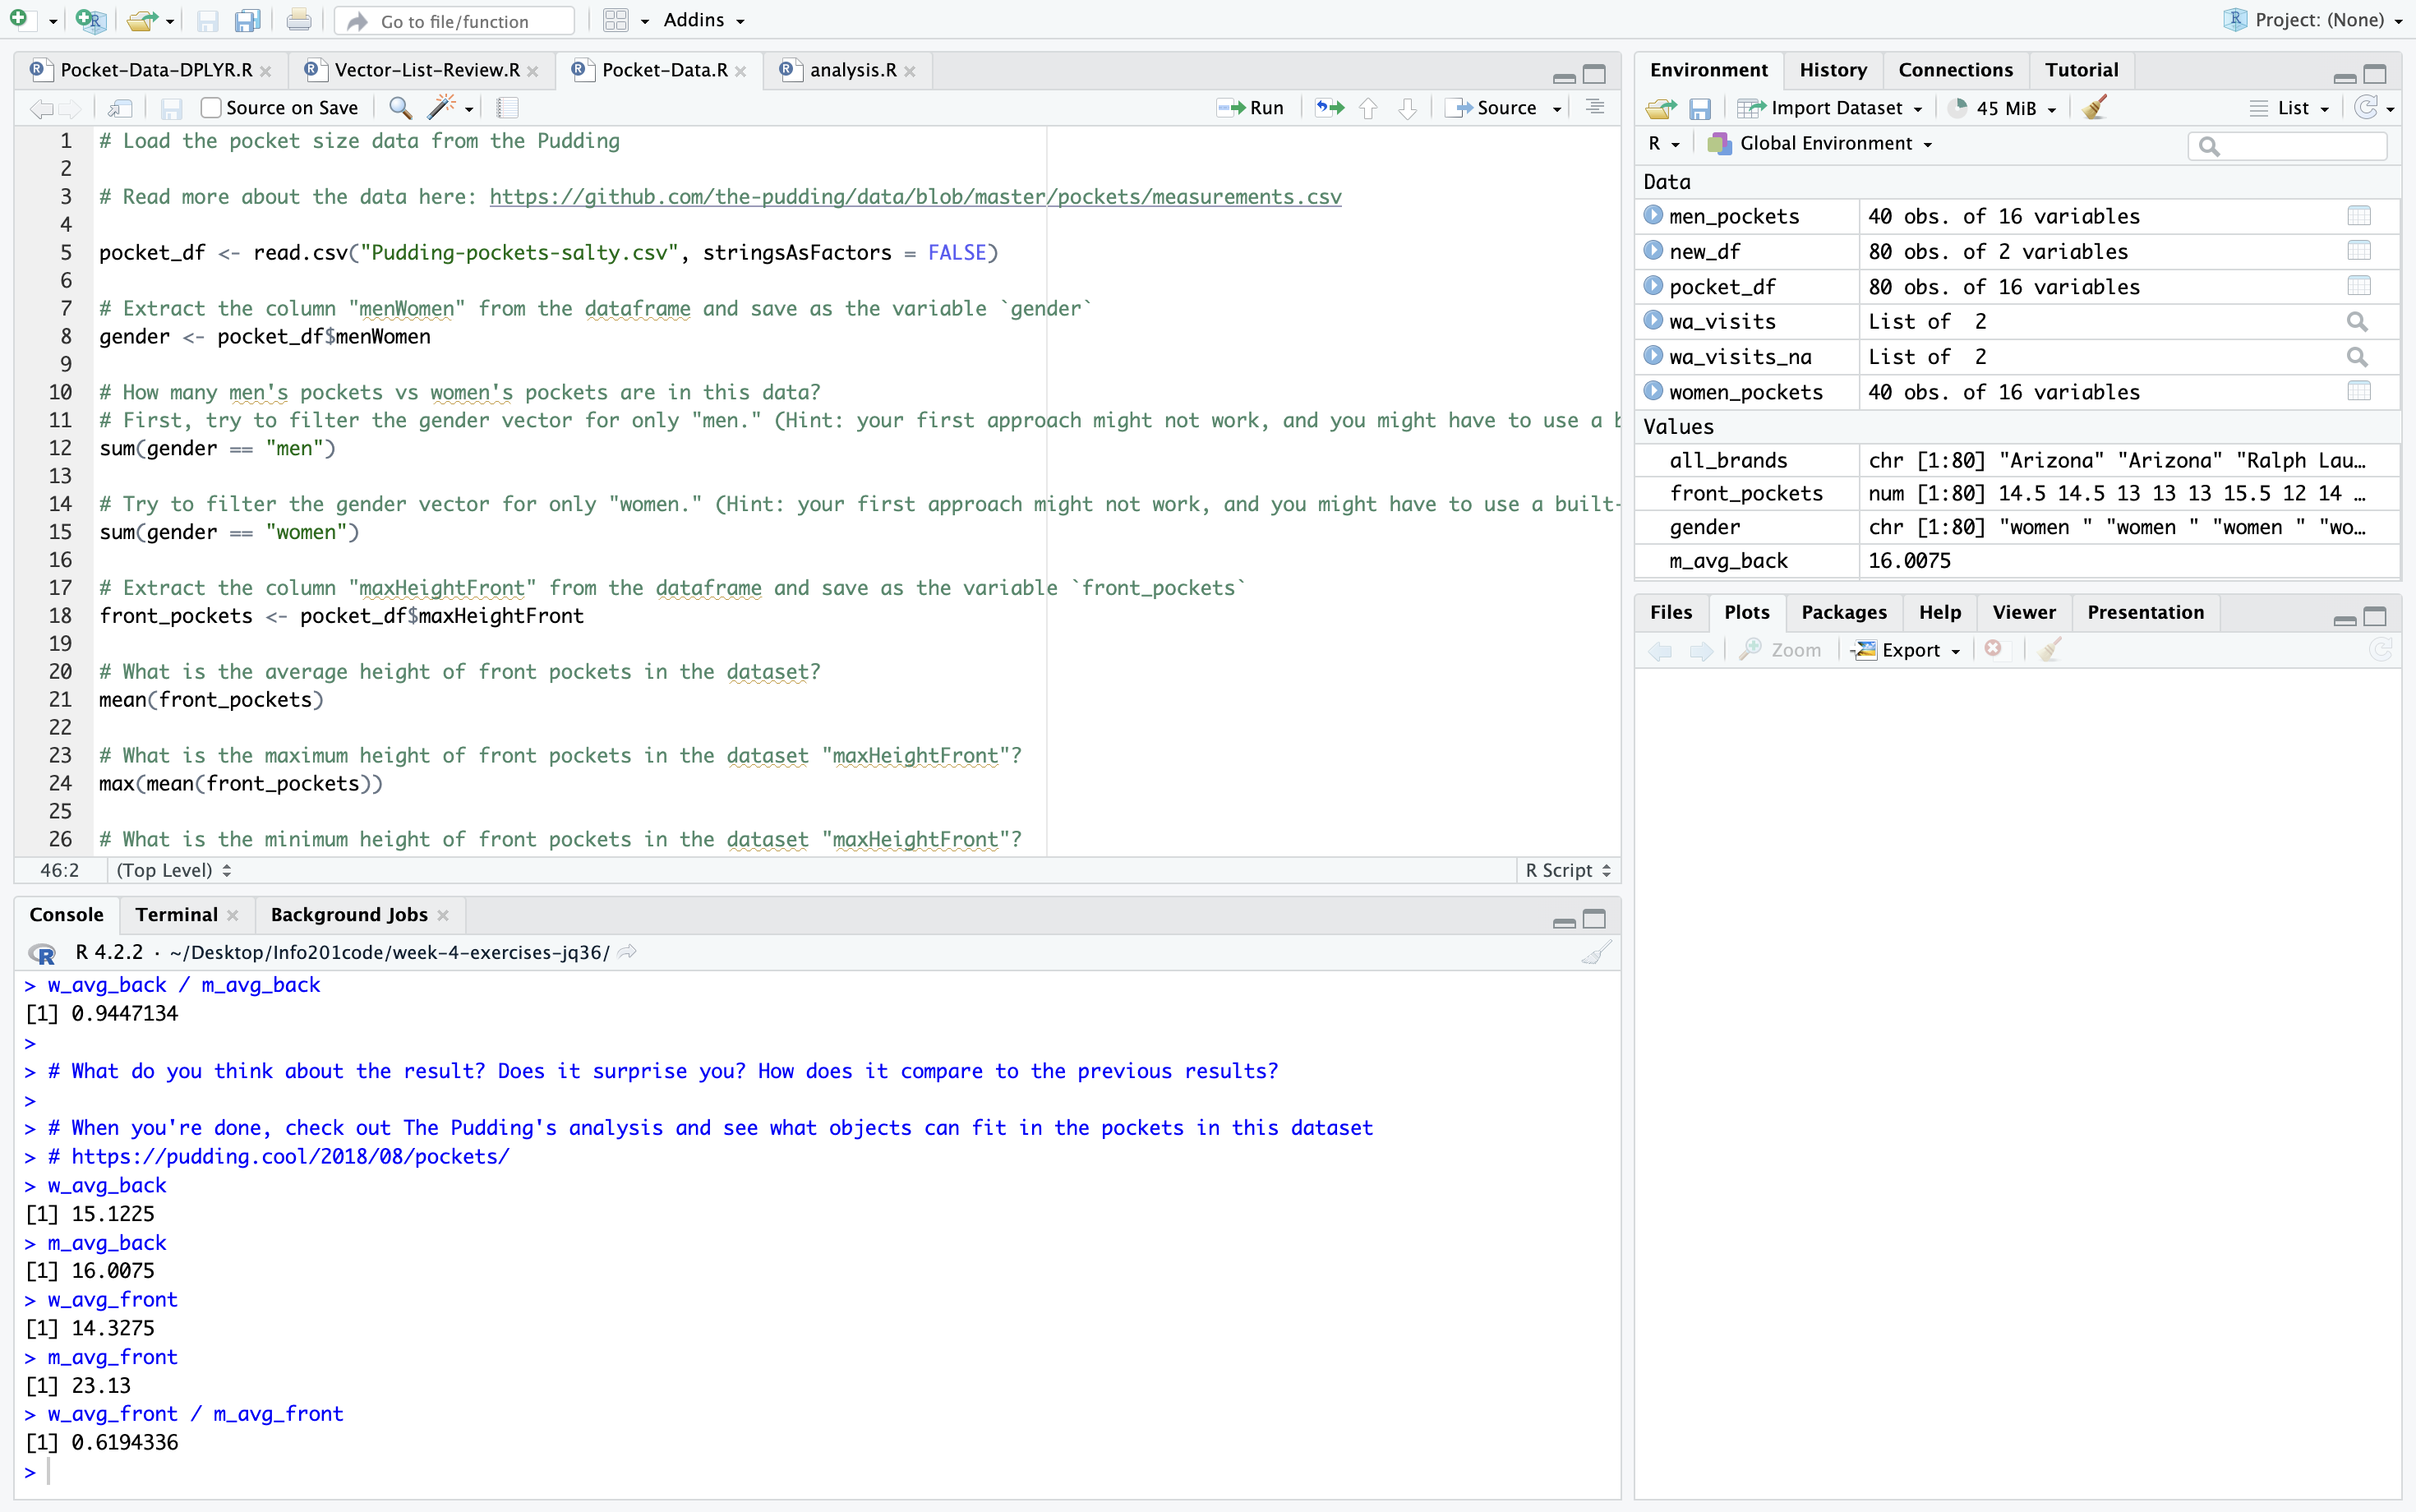 Go to file/function Addins Project: (None)
Pocket-Data-DPLYR.R Vector-List-Review.R Pocket-Data.R analysis.R
Source on Save Run Source
1 # Load the pocket size data from the Pudding
2
3 # Read more about the data here: https://github.com/the-pudding/data/blob/master/pockets/measurements.csv
4
5 pocket_df <- read.csv("Pudding-pockets-salty.csv", stringsAsFactors = FALSE)
6
7 # Extract the column "menWomen" from the dataframe and save as the variable `gender`
8 gender <- pocket_df$menWomen
9
10 # How many men's pockets vs women's pockets are in this data?
11 # First, try to filter the gender vector for only "men." (Hint: your first approach might not work, and you might have to use a b
12 sum(gender == "men")
13
14 # Try to filter the gender vector for only "women." (Hint: your first approach might not work, and you might have to use a built-
15 sum(gender == "women")
16
17 # Extract the column "maxHeightFront" from the dataframe and save as the variable `front_pockets`
18 front_pockets <- pocket_df$maxHeightFront
19
20 # What is the average height of front pockets in the dataset?
21 mean(front_pockets)
22
23 # What is the maximum height of front pockets in the dataset "maxHeightFront"?
24 max(mean(front_pockets))
25
26 # What is the minimum height of front pockets in the dataset "maxHeightFront"?
46:2 (Top Level) R Script
Console Terminal Background Jobs
R 4.2.2 · ~/Desktop/Info201code/week-4-exercises-jq36/
> w_avg_back / m_avg_back
[1] 0.9447134
>
> # What do you think about the result? Does it surprise you? How does it compare to the previous results?
>
> # When you're done, check out The Pudding's analysis and see what objects can fit in the pockets in this dataset
> # https://pudding.cool/2018/08/pockets/
> w_avg_back
[1] 15.1225
> m_avg_back
[1] 16.0075
> w_avg_front
[1] 14.3275
> m_avg_front
[1] 23.13
> w_avg_front / m_avg_front
[1] 0.6194336
>
Environment History Connections Tutorial
Import Dataset 45 MiB List
R Global Environment
Data
men_pockets 40 obs. of 16 variables
new_df 80 obs. of 2 variables
pocket_df 80 obs. of 16 variables
wa_visits List of 2
wa_visits_na List of 2
women_pockets 40 obs. of 16 variables
Values
all_brands chr [1:80] "Arizona" "Arizona" "Ralph Lau…
front_pockets num [1:80] 14.5 14.5 13 13 13 15.5 12 14 …
gender chr [1:80] "women " "women " "women " "wo…
m_avg_back 16.0075
Files Plots Packages Help Viewer Presentation
Zoom Export